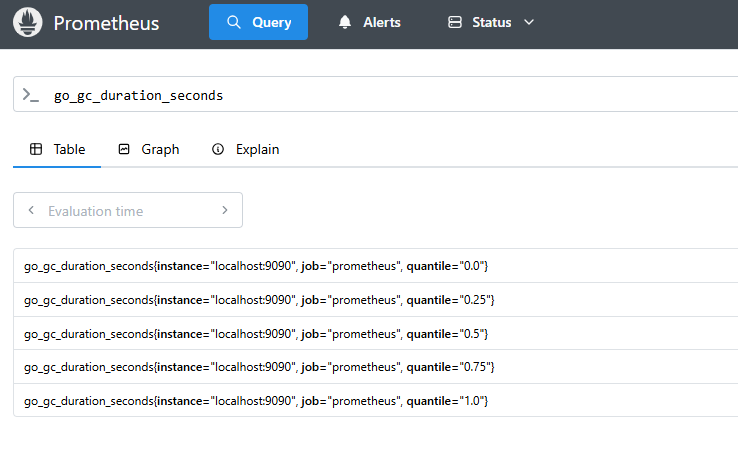 Prometheus Query Alerts Status
go_gc_duration_seconds
Table Graph Explain
Evaluation time
go_gc_duration_seconds{instance="localhost:9090", job="prometheus", quantile="0.0"}
go_gc_duration_seconds{instance="localhost:9090", job="prometheus", quantile="0.25"}
go_gc_duration_seconds{instance="localhost:9090", job="prometheus", quantile="0.5"}
go_gc_duration_seconds{instance="localhost:9090", job="prometheus", quantile="0.75"}
go_gc_duration_seconds{instance="localhost:9090", job="prometheus", quantile="1.0"}